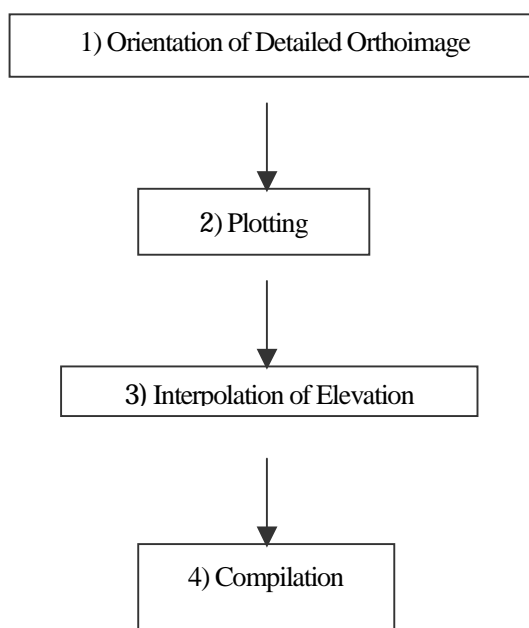 1) Orientation of Detailed Orthoimage
2) Plotting
3) Interpolation of Elevation
4) Compilation